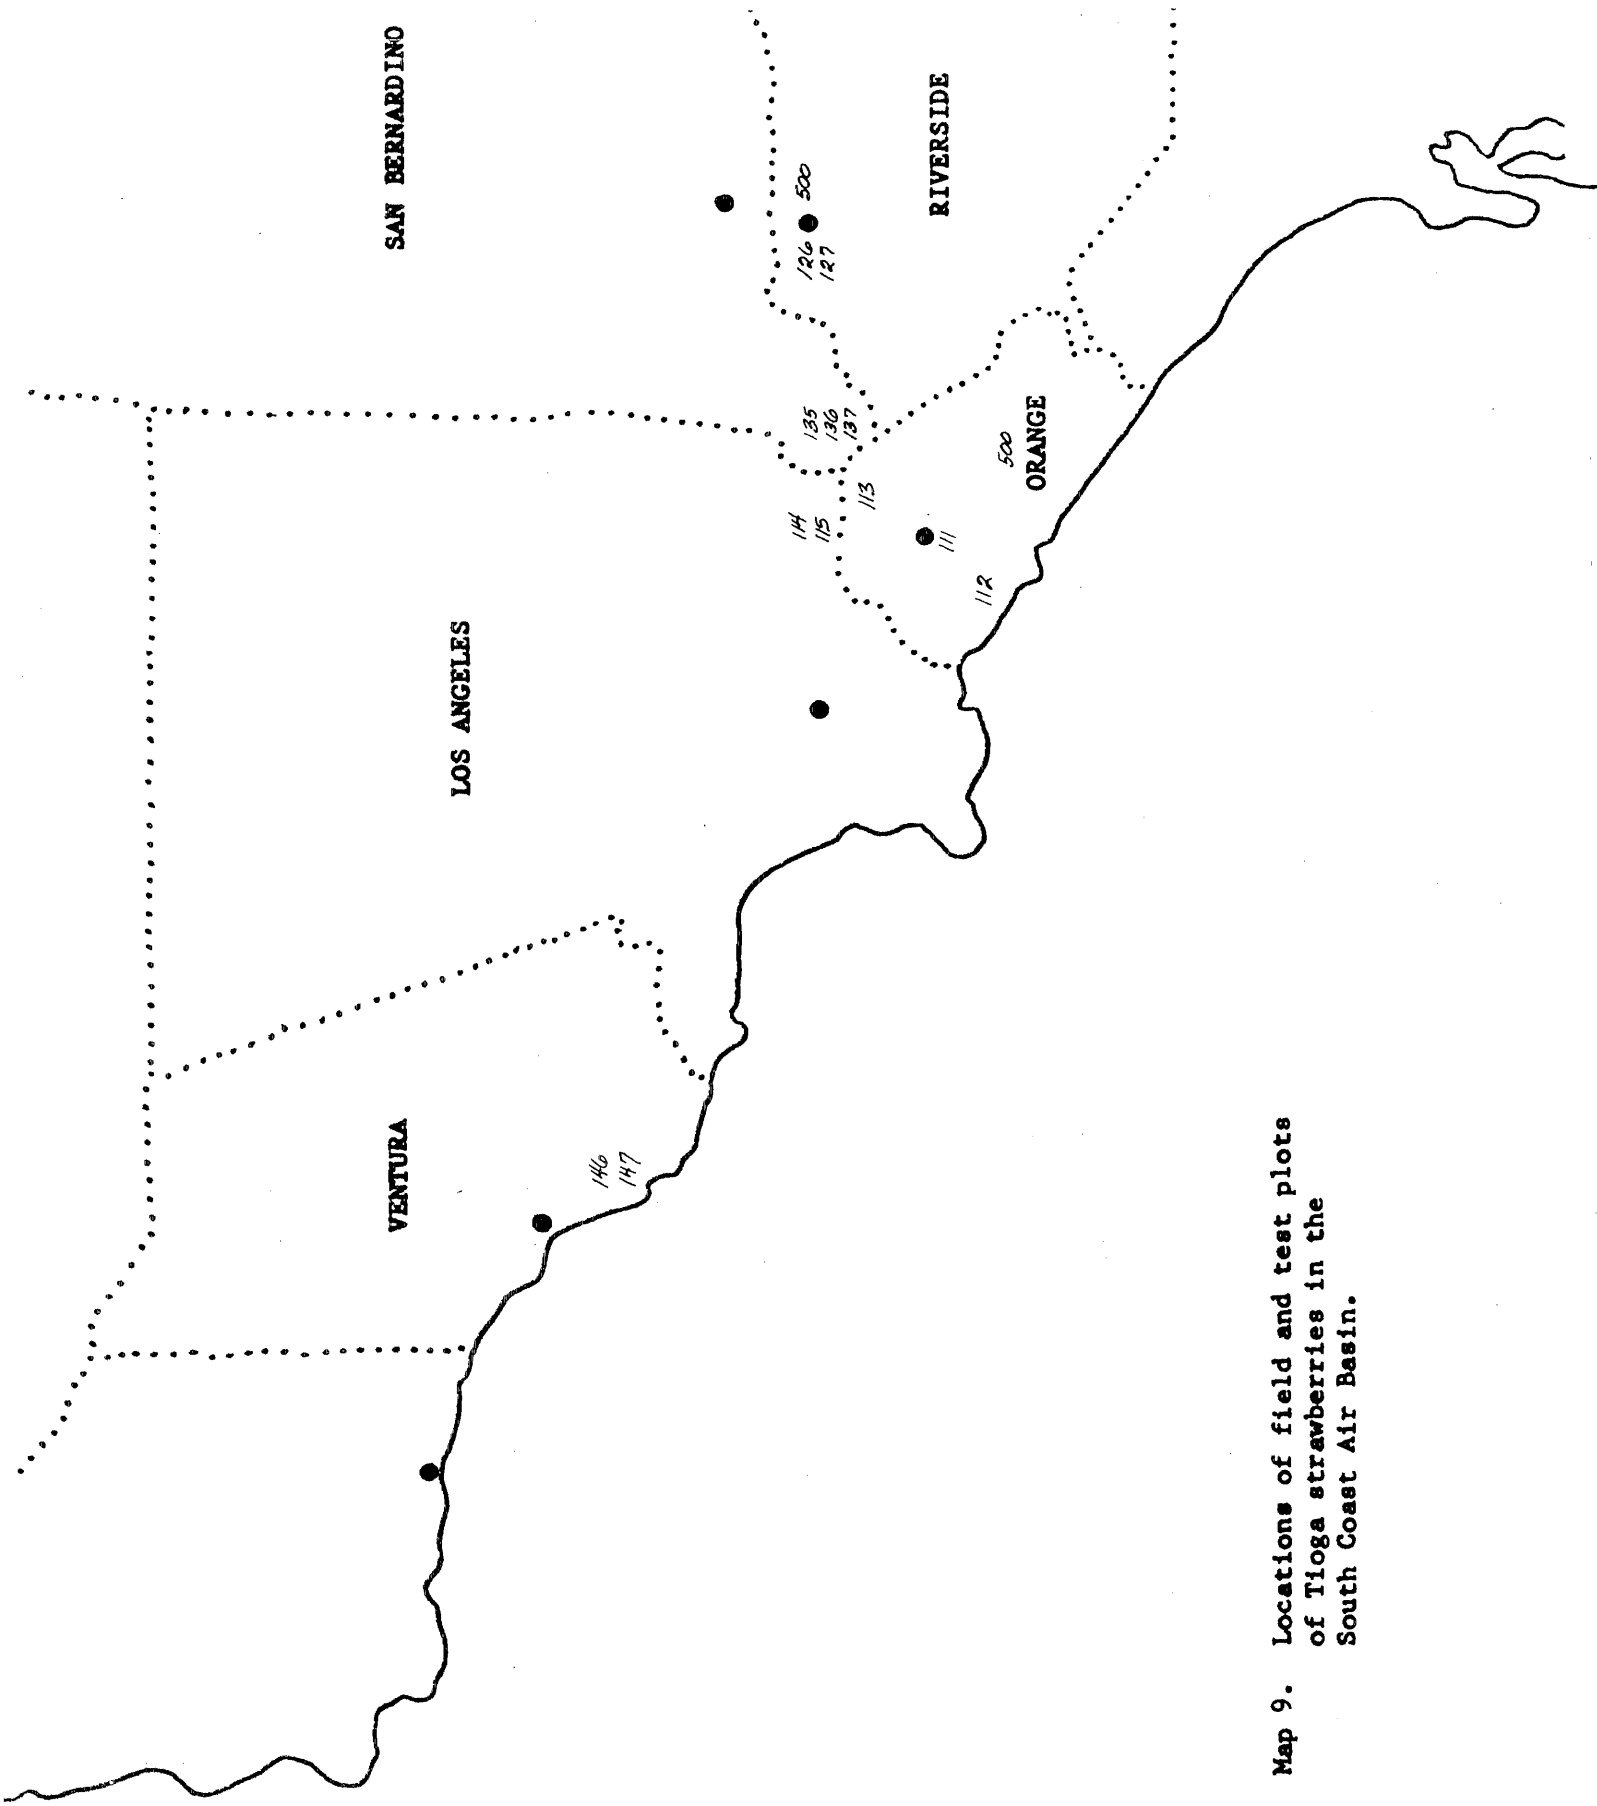 SAN BERNARDINO
LOS ANGELES
VENTURA
RIVERSIDE
ORANGE
146
147
114
115
135
136
137
126
127
500
113
111
112
500
Map 9. Locations of field and test plots
of Tioga strawberries in the
South Coast Air Basin.